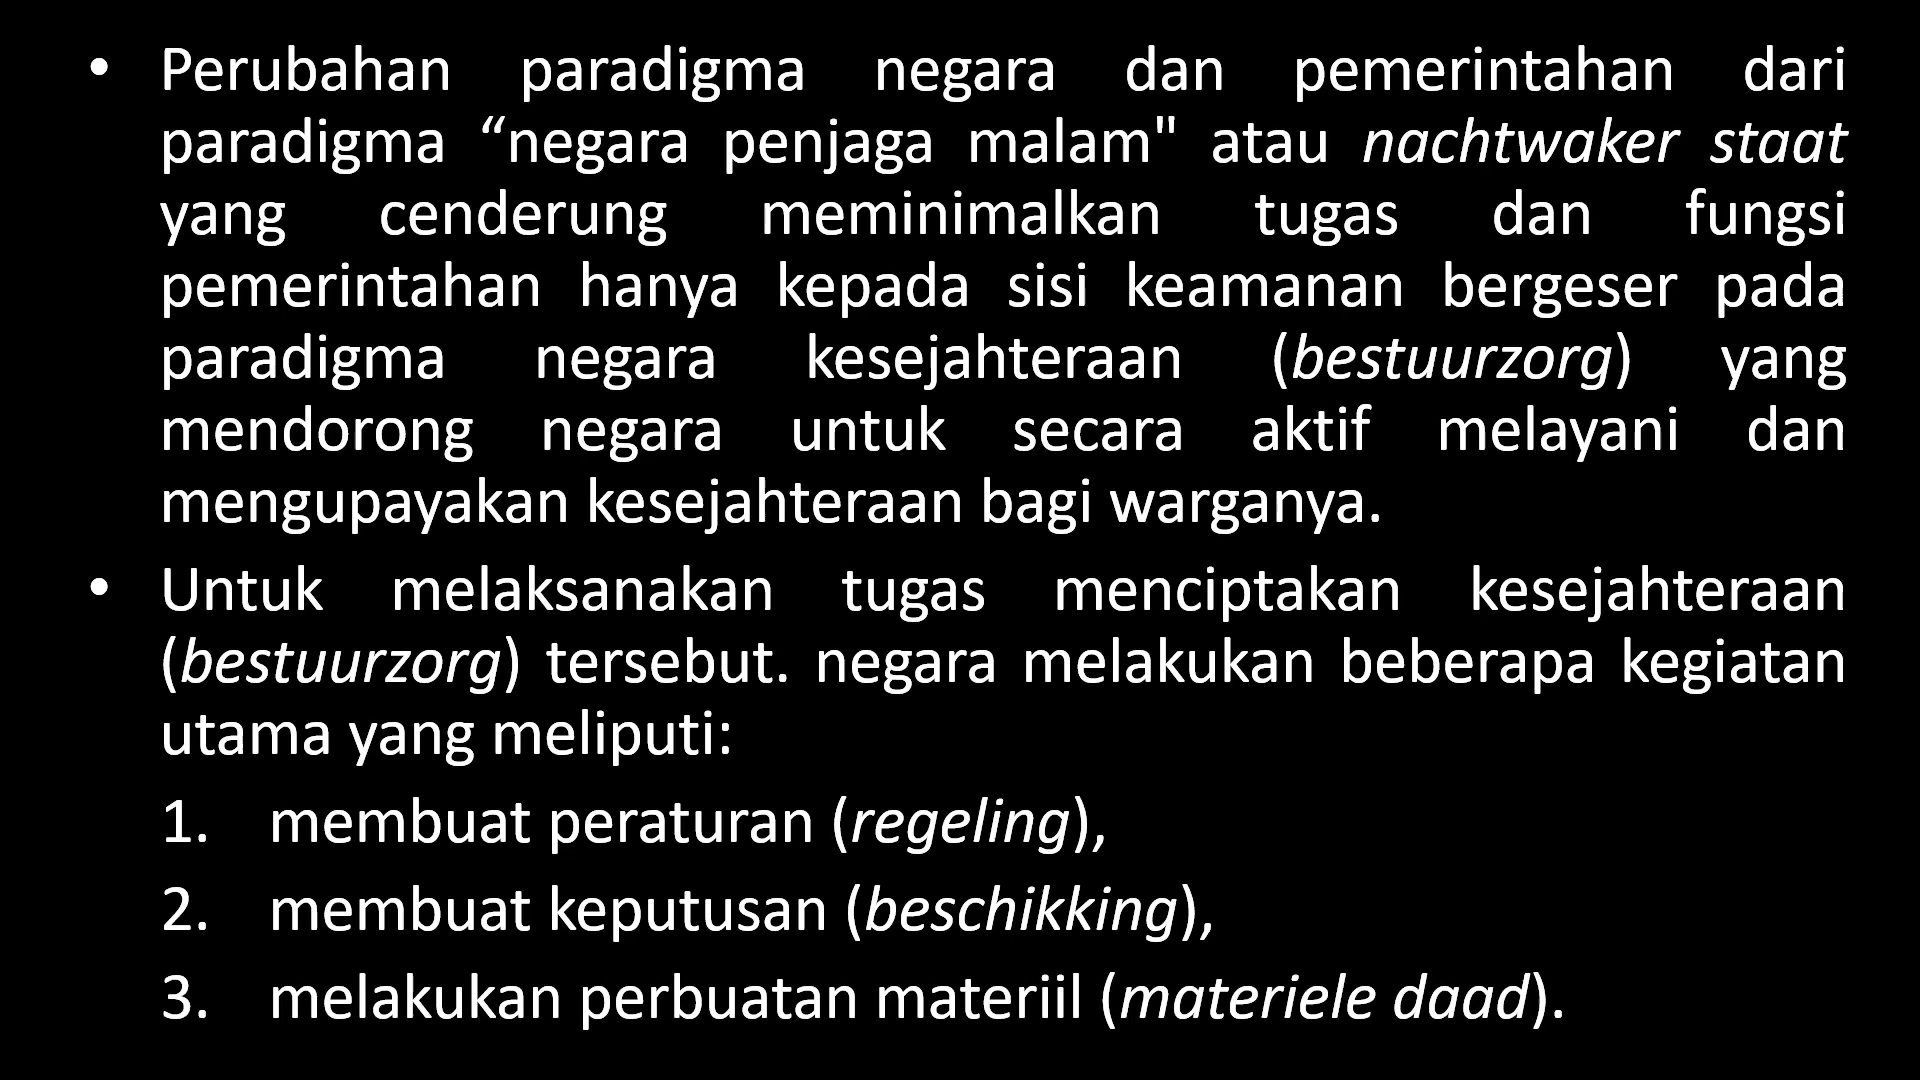 • Perubahan paradigma negara dan pemerintahan dari
paradigma “negara penjaga malam" atau nachtwaker staat
yang cenderung meminimalkan tugas dan fungsi
pemerintahan hanya kepada sisi keamanan bergeser pada
paradigma negara kesejahteraan (bestuurzorg) yang
mendorong negara untuk secara aktif melayani dan
mengupayakan kesejahteraan bagi warganya.
• Untuk melaksanakan tugas menciptakan kesejahteraan
(bestuurzorg) tersebut. negara melakukan beberapa kegiatan
utama yang meliputi:
1. membuat peraturan (regeling),
2. membuat keputusan (beschikking),
3. melakukan perbuatan materiil (materiele daad).